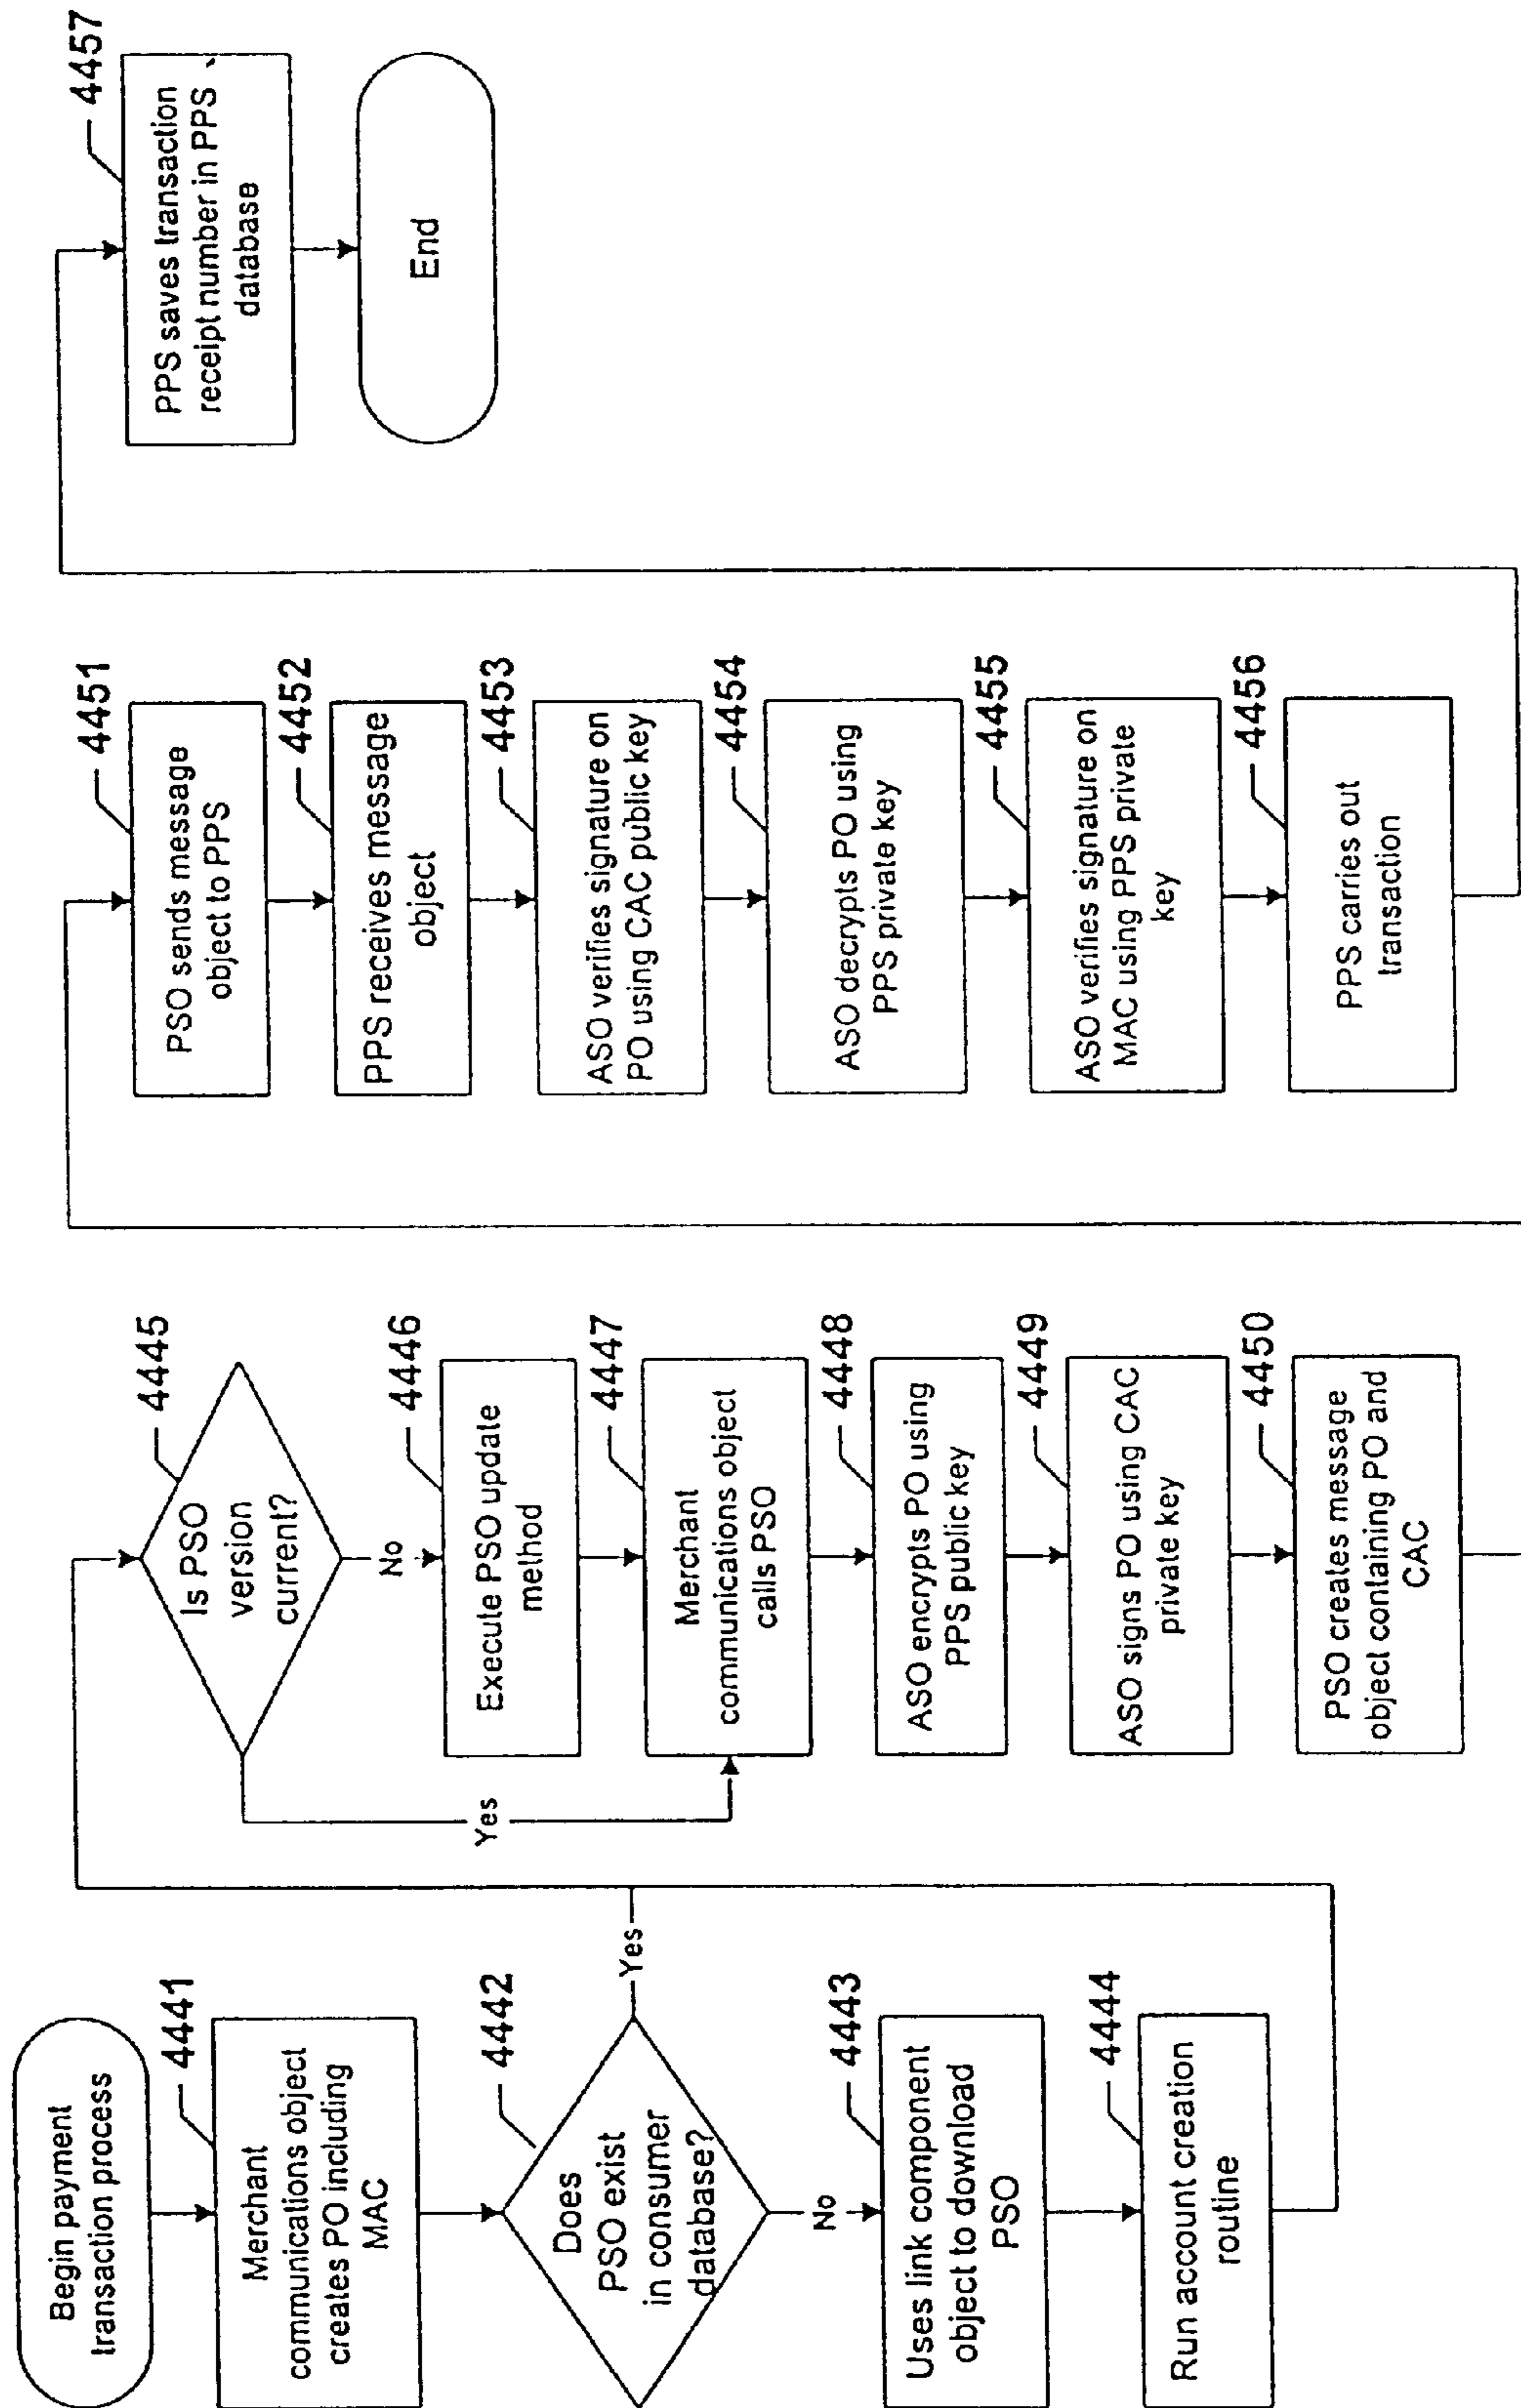 Begin payment
transaction process
4441
Merchant
communications object
creates PO including
MAC
4442
Does
PSO exist
in consumer
database?
Yes
No
4443
Uses link component
object to download
PSO
4444
Run account creation
routine
4445
Is PSO
version
current?
Yes
No
4446
Execute PSO update
method
4447
Merchant
communications object
calls PSO
4448
ASO encrypts PO using
PPS public key
4449
ASO signs PO using CAC
private key
4450
PSO creates message
object containing PO and
CAC
4451
PSO sends message
object to PPS
4452
PPS receives message
object
4453
ASO verifies signature on
PO using CAC public key
4454
ASO decrypts PO using
PPS private key
4455
ASO verifies signature on
MAC using PPS private
key
4456
PPS carries out
transaction
4457
PPS saves transaction
receipt number in PPS
database
End